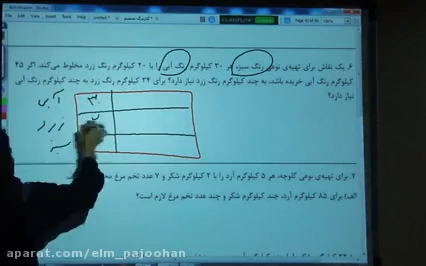 ۶. یک نقاش برای تهیه‌ی نوعی رنگ سبز، هر ۳۰ کیلوگرم رنگ آبی را با ۲۰ کیلوگرم رنگ زرد مخلوط می‌کند. اگر ۴۵
کیلوگرم رنگ آبی خریده باشد، به چند کیلوگرم رنگ زرد نیاز دارد؟ برای ۲۴ کیلوگرم رنگ زرد به چند کیلوگرم رنگ آبی
نیاز دارد؟
آبی ۳۰
زرد ۲
سبز
۷. برای تهیه‌ی نوعی کلوچه، هر ۵ کیلوگرم آرد را با ۲ کیلوگرم شکر و ۷ عدد تخم مرغ
الف) برای ۸۵ کیلوگرم آرد، چند کیلوگرم شکر و چند عدد تخم مرغ لازم است؟
aparat.com/elm_pajoohan